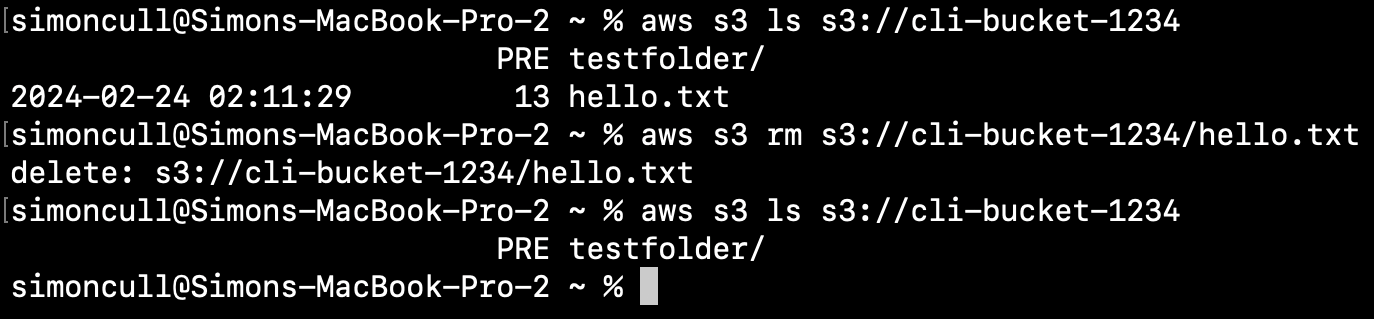 [simoncull@Simons-MacBook-Pro-2 ~ % aws s3 ls s3://cli-bucket-1234
PRE testfolder/
2024-02-24 02:11:29 13 hello.txt
[simoncull@Simons-MacBook-Pro-2 ~ % aws s3 rm s3://cli-bucket-1234/hello.txt
delete: s3://cli-bucket-1234/hello.txt
[simoncull@Simons-MacBook-Pro-2 ~ % aws s3 ls s3://cli-bucket-1234
PRE testfolder/
simoncull@Simons-MacBook-Pro-2 ~ %